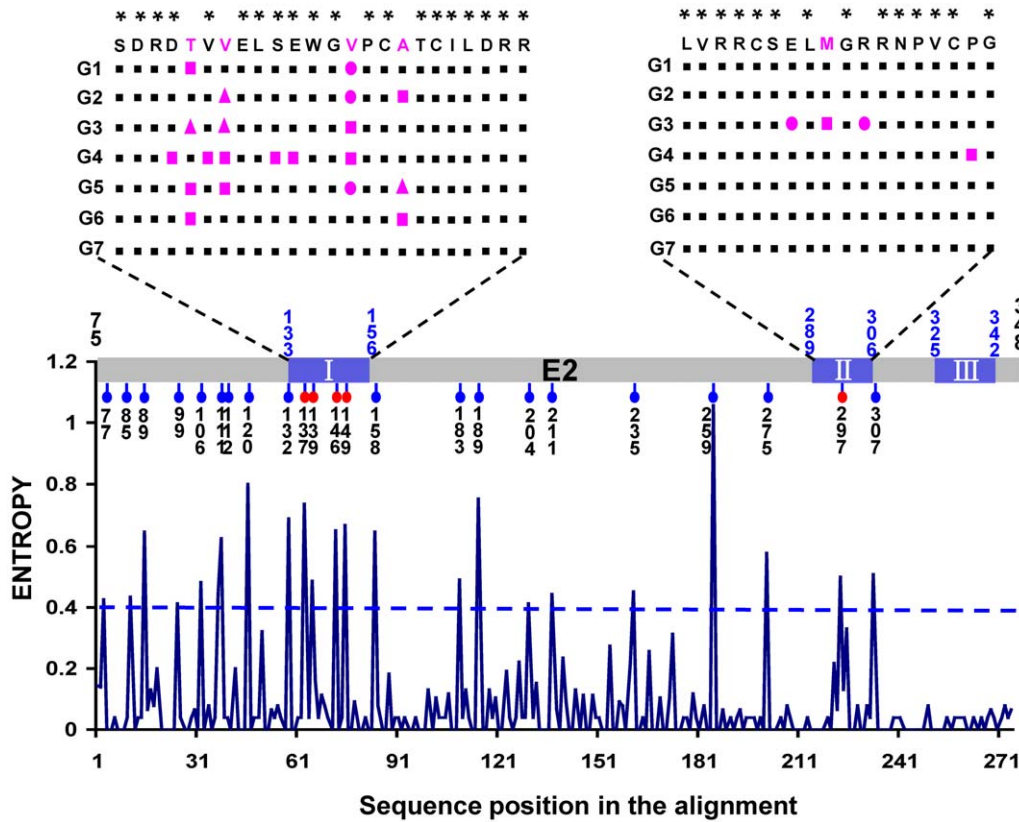 * * * * * * * * * * * * * * * * * * * * *
S D R D T V V E L S E W G V P C A T C I L D R R
G1
G2
G3
G4
G5
G6
G7
* * * * * * * * * * * * * *
L V R R C S E L M G R R N P V C P G
G1
G2
G3
G4
G5
G6
G7
75 133 156 289 306 325 342 348
I E2 II III
77 85 89 99 106 111 112 120 132 137 139 146 149 158 183 189 204 211 235 259 275 297 307
ENTROPY
1.2
1
0.8
0.6
0.4
0.2
0
1 31 61 91 121 151 181 211 241 271
Sequence position in the alignment